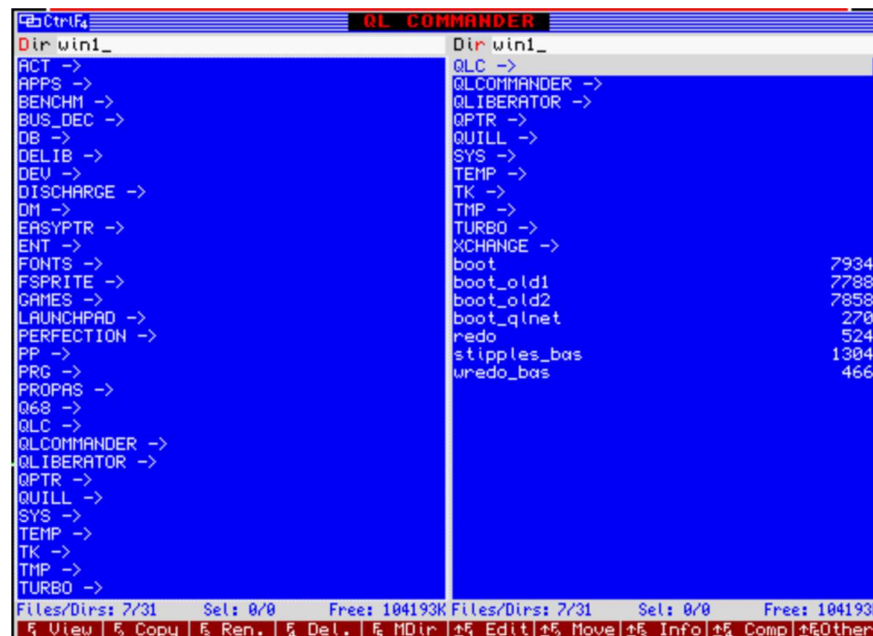 CtrlF4 QL COMMANDER
Dir win1_
ACT ->
APPS ->
BENCHM ->
BUS_DEC ->
DB ->
DELIB ->
DEV ->
DISCHARGE ->
DM ->
EASYPTR ->
ENT ->
FONTS ->
FSPRITE ->
GAMES ->
LAUNCHPAD ->
PERFECTION ->
PP ->
PRG ->
PROPAS ->
Q68 ->
QLC ->
QLCOMMANDER ->
QLIBERATOR ->
QPTR ->
QUILL ->
SYS ->
TEMP ->
TK ->
TMP ->
TURBO ->
Files/Dirs: 7/31 Sel: 0/0 Free: 104193K
Dir win1_
QLC ->
QLCOMMANDER ->
QLIBERATOR ->
QPTR ->
QUILL ->
SYS ->
TEMP ->
TK ->
TMP ->
TURBO ->
XCHANGE ->
boot 7934
boot_old1 7788
boot_old2 7858
boot_qlnet 270
redo 524
stipples_bas 1304
wredo_bas 466
Files/Dirs: 7/31 Sel: 0/0 Free: 104193
View | Copy | Ren. | Del. | MDir | Edit | Move | Info | Comp | Other